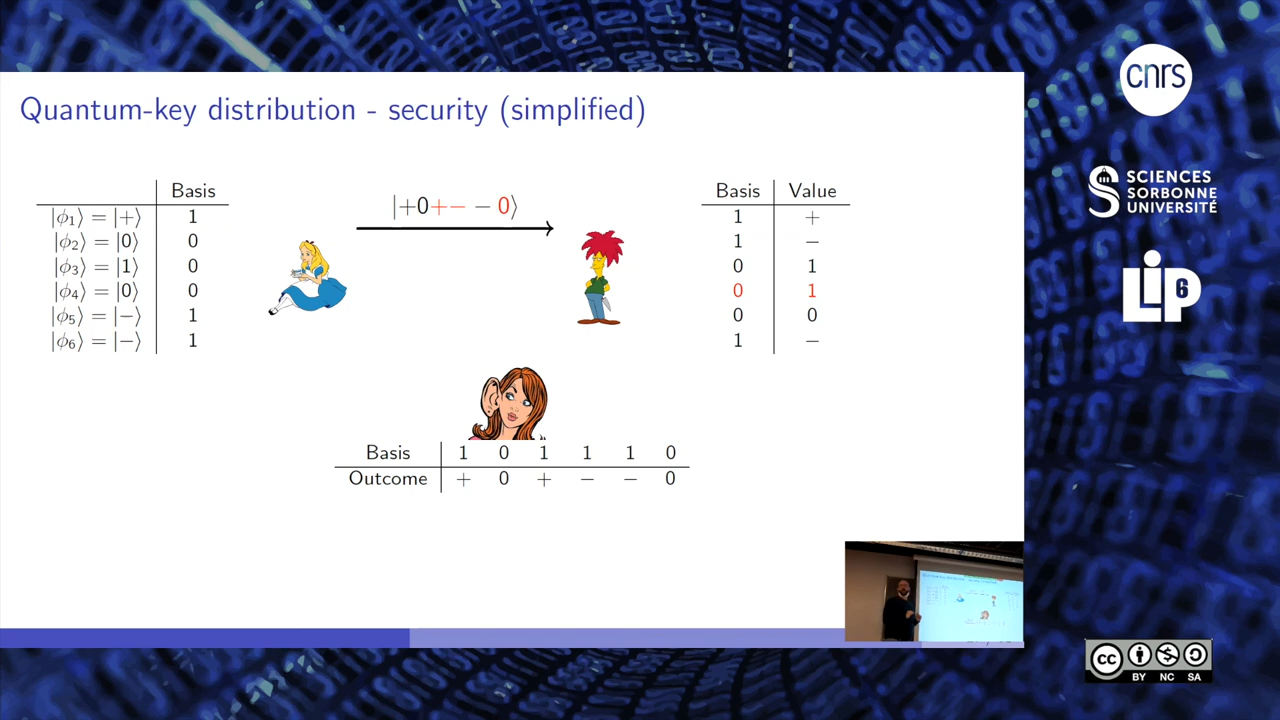 Quantum-key distribution - security (simplified)
Basis
|ϕ₁⟩ = |+⟩ 1
|ϕ₂⟩ = |0⟩ 0
|ϕ₃⟩ = |1⟩ 0
|ϕ₄⟩ = |0⟩ 0
|ϕ₅⟩ = |−⟩ 1
|ϕ₆⟩ = |−⟩ 1
|+0+− − 0⟩
Basis Value
1 +
1 −
0 1
0 1
0 0
1 −
Basis 1 0 1 1 1 0
Outcome + 0 + − − 0
cnrs
SCIENCES
SORBONNE
UNIVERSITÉ
LIP6
cc
BY NC SA